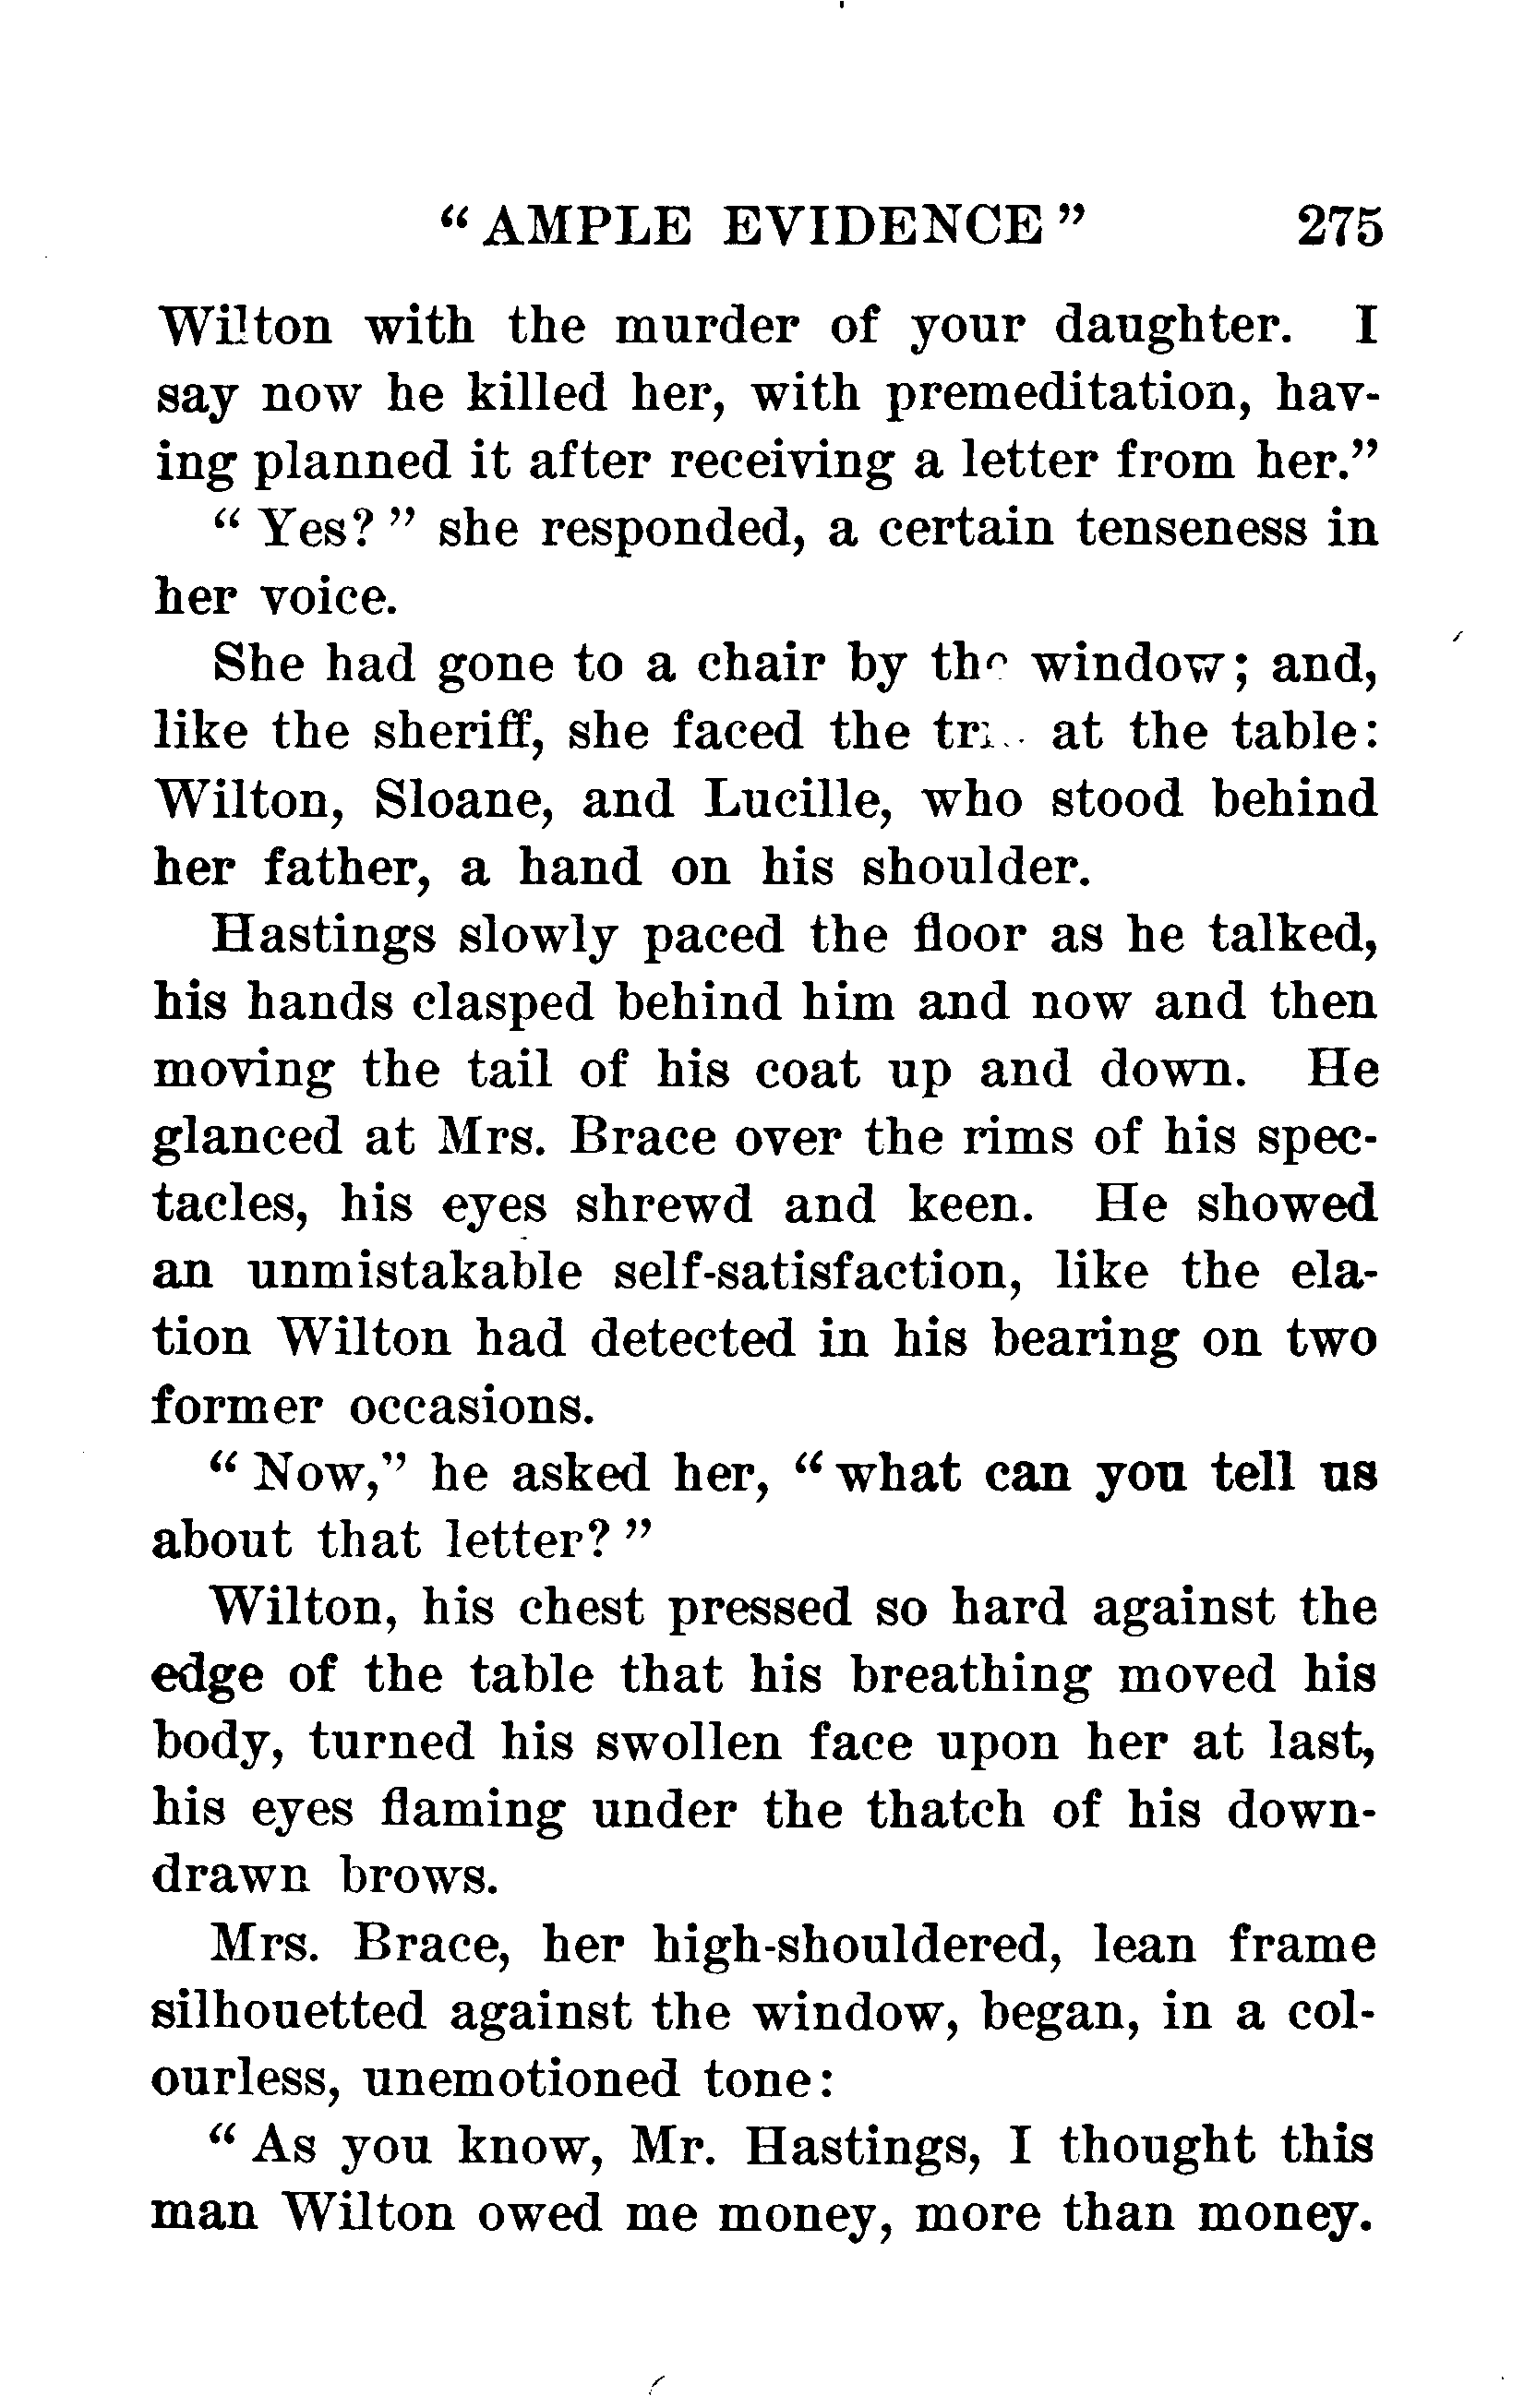 “ AMPLE EVIDENCE ” 275
Wilton with the murder of your daughter. I
say now he killed her, with premeditation, hav-
ing planned it after receiving a letter from her.”
“ Yes? ” she responded, a certain tenseness in
her voice.
She had gone to a chair by the window; and,
like the sheriff, she faced the at the table:
Wilton, Sloane, and Lucille, who stood behind
her father, a hand on his shoulder.
Hastings slowly paced the floor as he talked,
his hands clasped behind him and now and then
moving the tail of his coat up and down. He
glanced at Mrs. Brace over the rims of his spec-
tacles, his eyes shrewd and keen. He showed
an unmistakable self-satisfaction, like the ela-
tion Wilton had detected in his bearing on two
former occasions.
“ Now,” he asked her, “ what can you tell us
about that letter? ”
Wilton, his chest pressed so hard against the
edge of the table that his breathing moved his
body, turned his swollen face upon her at last,
his eyes flaming under the thatch of his down-
drawn brows.
Mrs. Brace, her high-shouldered, lean frame
silhouetted against the window, began, in a col-
ourless, unemotioned tone:
“ As you know, Mr. Hastings, I thought this
man Wilton owed me money, more than money.